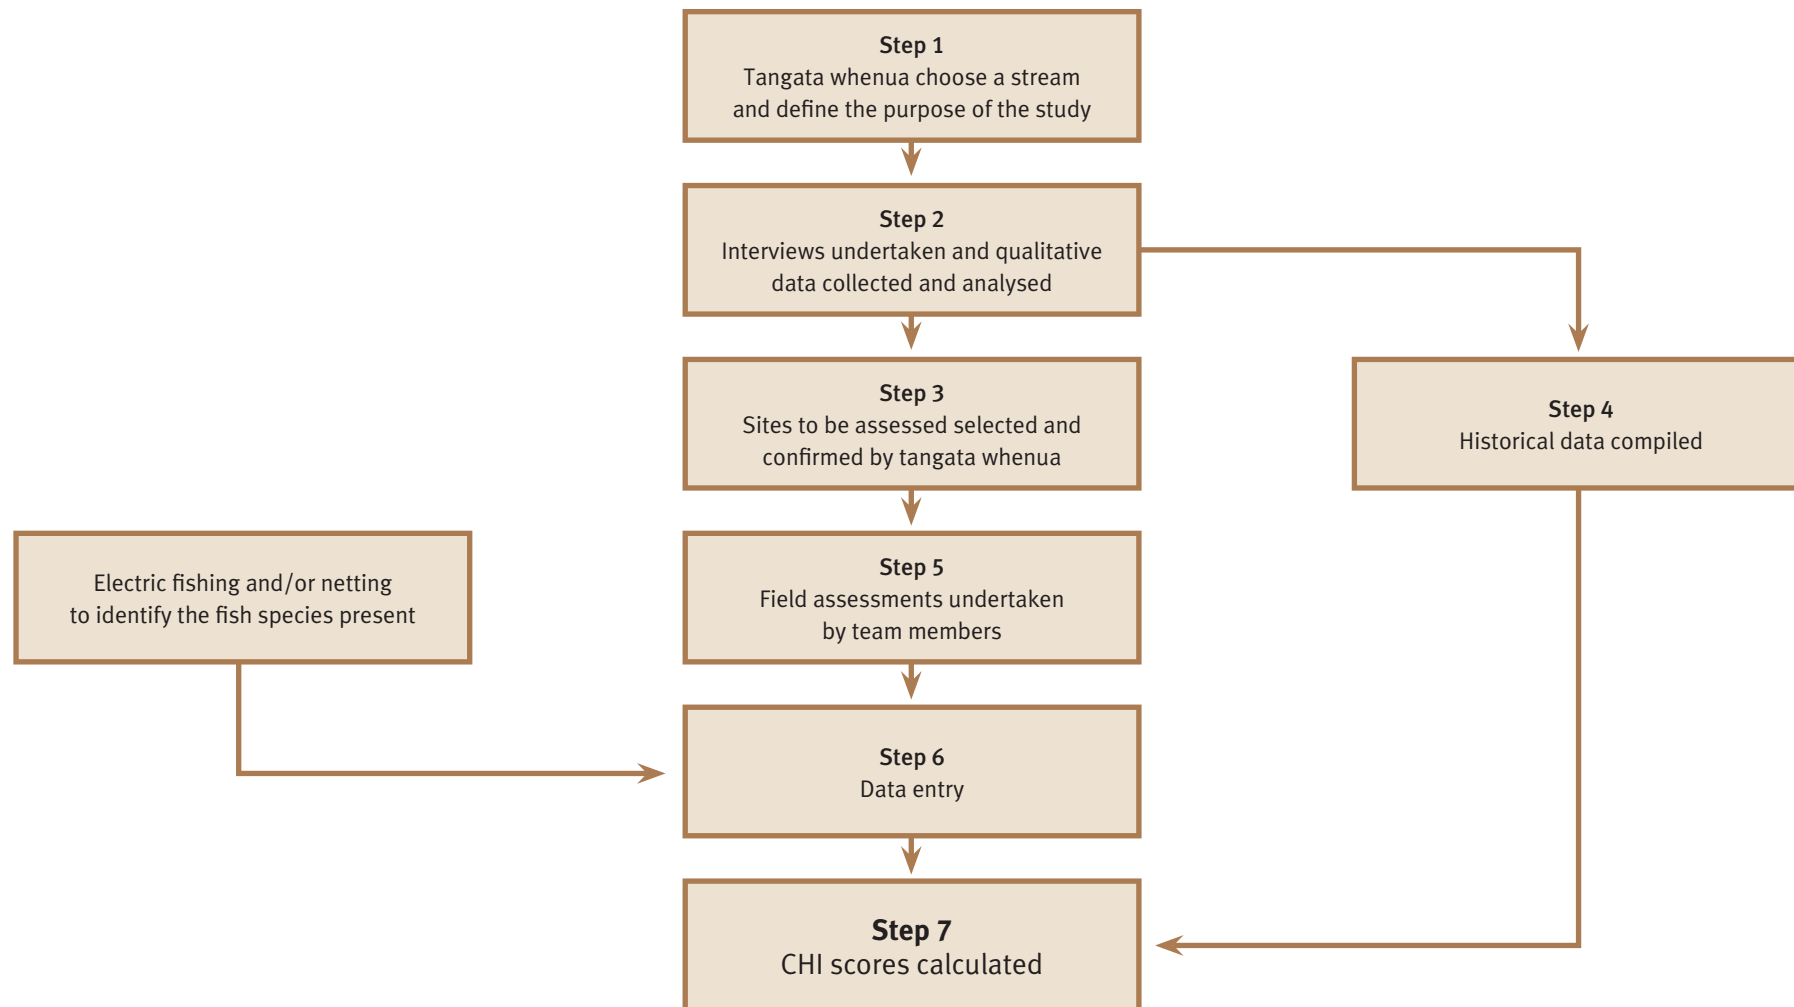 Step 1
Tangata whenua choose a stream
and define the purpose of the study
Step 2
Interviews undertaken and qualitative
data collected and analysed
Step 3
Sites to be assessed selected and
confirmed by tangata whenua
Step 4
Historical data compiled
Electric fishing and/or netting
to identify the fish species present
Step 5
Field assessments undertaken
by team members
Step 6
Data entry
Step 7
CHI scores calculated